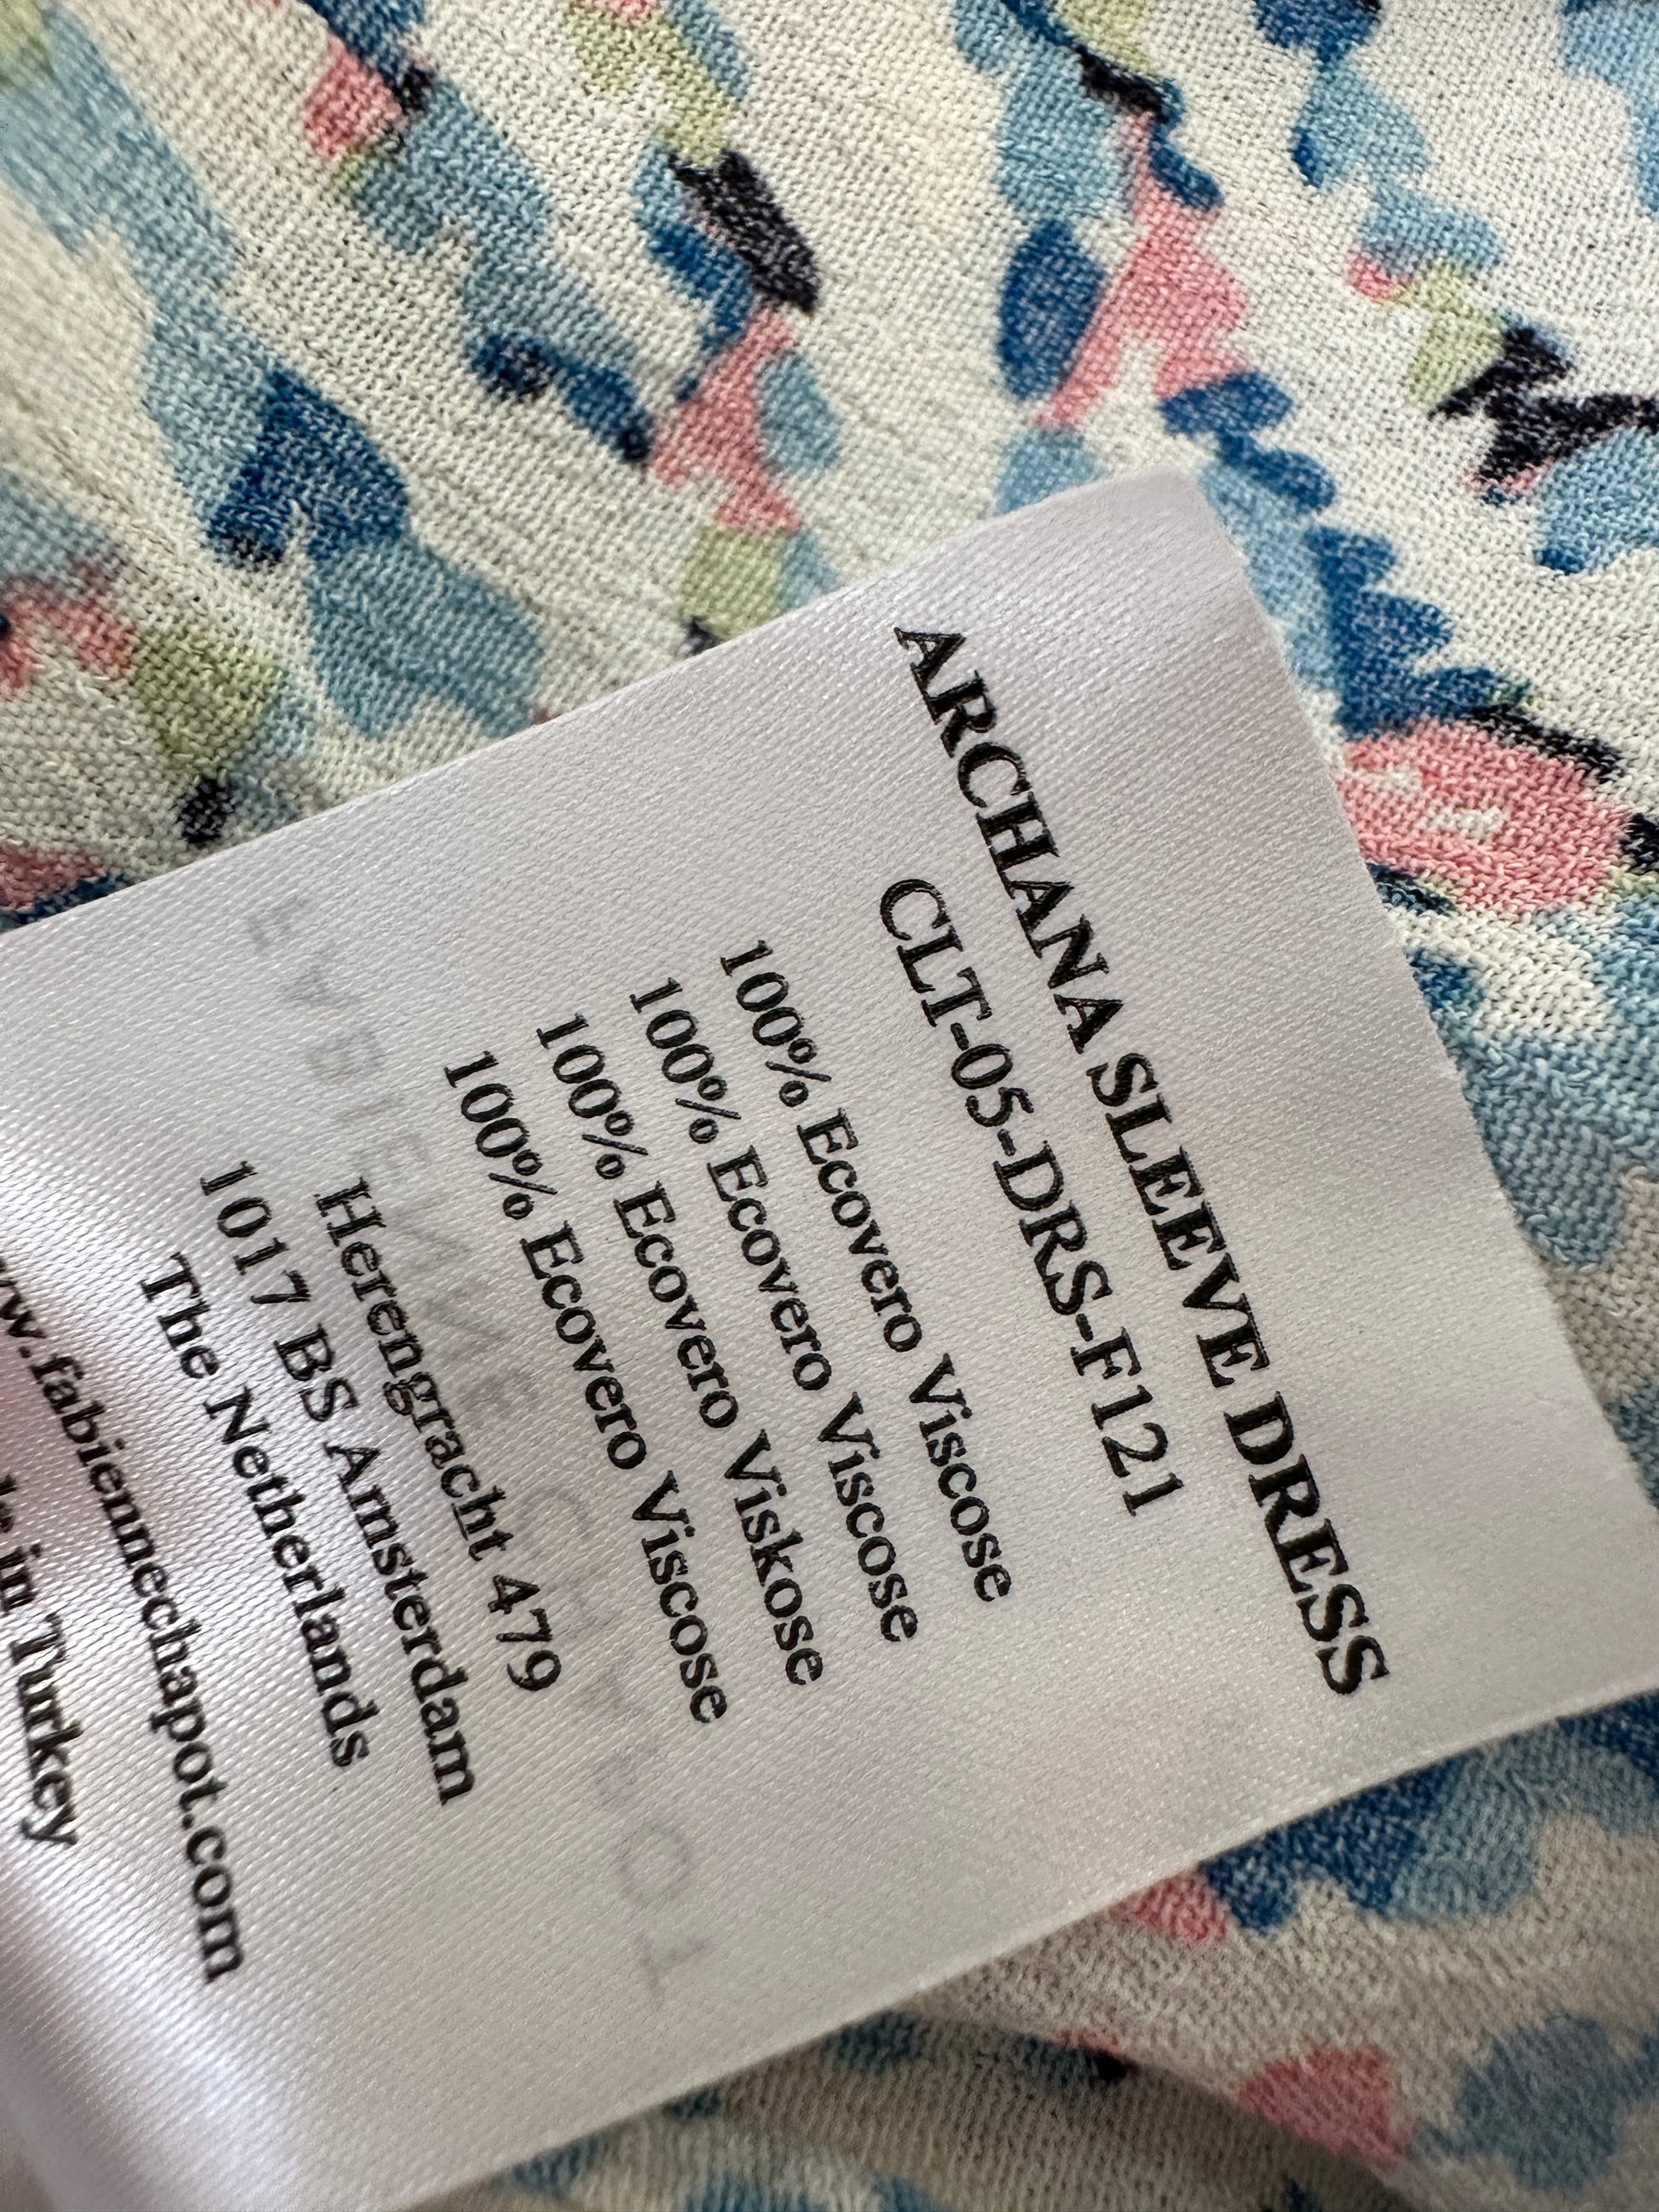 ARCHANA SLEEVE DRESS
CLT-05-DRS-F121
100% Ecovero Viscose
100% Ecovero Viscose
100% Ecovero Viskose
100% Ecovero Viscose
Herengracht 479
1017 BS Amsterdam
The Netherlands
.fabiennechapot.com
in Turkey